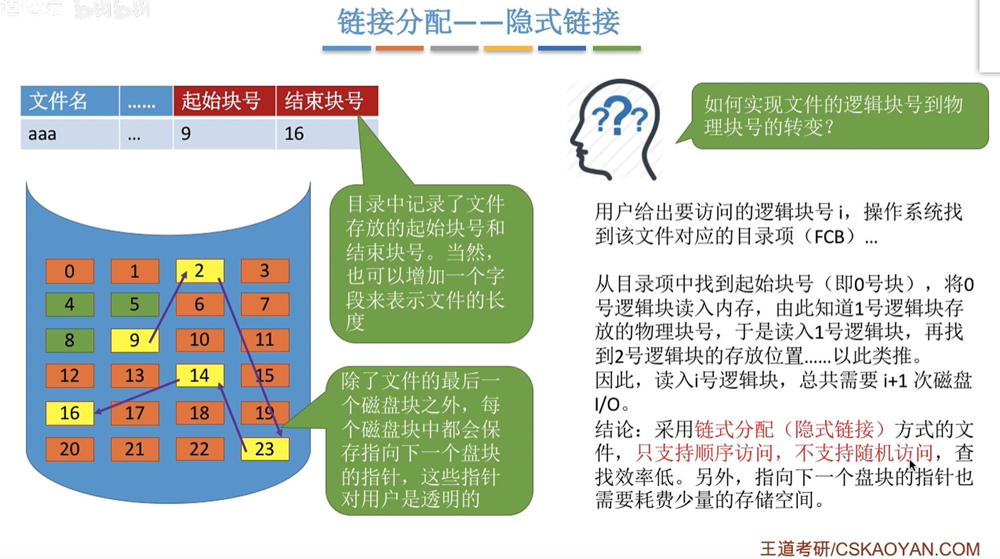 道论坛 bilibili
链接分配——隐式链接
文件名 …… 起始块号 结束块号
aaa … 9 16
目录中记录了文件
存放的起始块号和
结束块号。当然，
也可以增加一个字
段来表示文件的长
度
0 1 2 3
4 5 6 7
8 9 10 11
12 13 14 15
16 17 18 19
20 21 22 23
除了文件的最后一
个磁盘块之外，每
个磁盘块中都会保
存指向下一个盘块
的指针，这些指针
对用户是透明的
? ? ?
如何实现文件的逻辑块号到物
理块号的转变？
用户给出要访问的逻辑块号 i，操作系统找
到该文件对应的目录项（FCB）…
从目录项中找到起始块号（即0号块），将0
号逻辑块读入内存，由此知道1号逻辑块存
放的物理块号，于是读入1号逻辑块，再找
到2号逻辑块的存放位置……以此类推。
因此，读入i号逻辑块，总共需要 i+1 次磁盘
I/O。
结论：采用链式分配（隐式链接）方式的文
件，只支持顺序访问，不支持随机访问，查
找效率低。另外，指向下一个盘块的指针也
需要耗费少量的存储空间。
王道考研/CSKAOYAN.COM